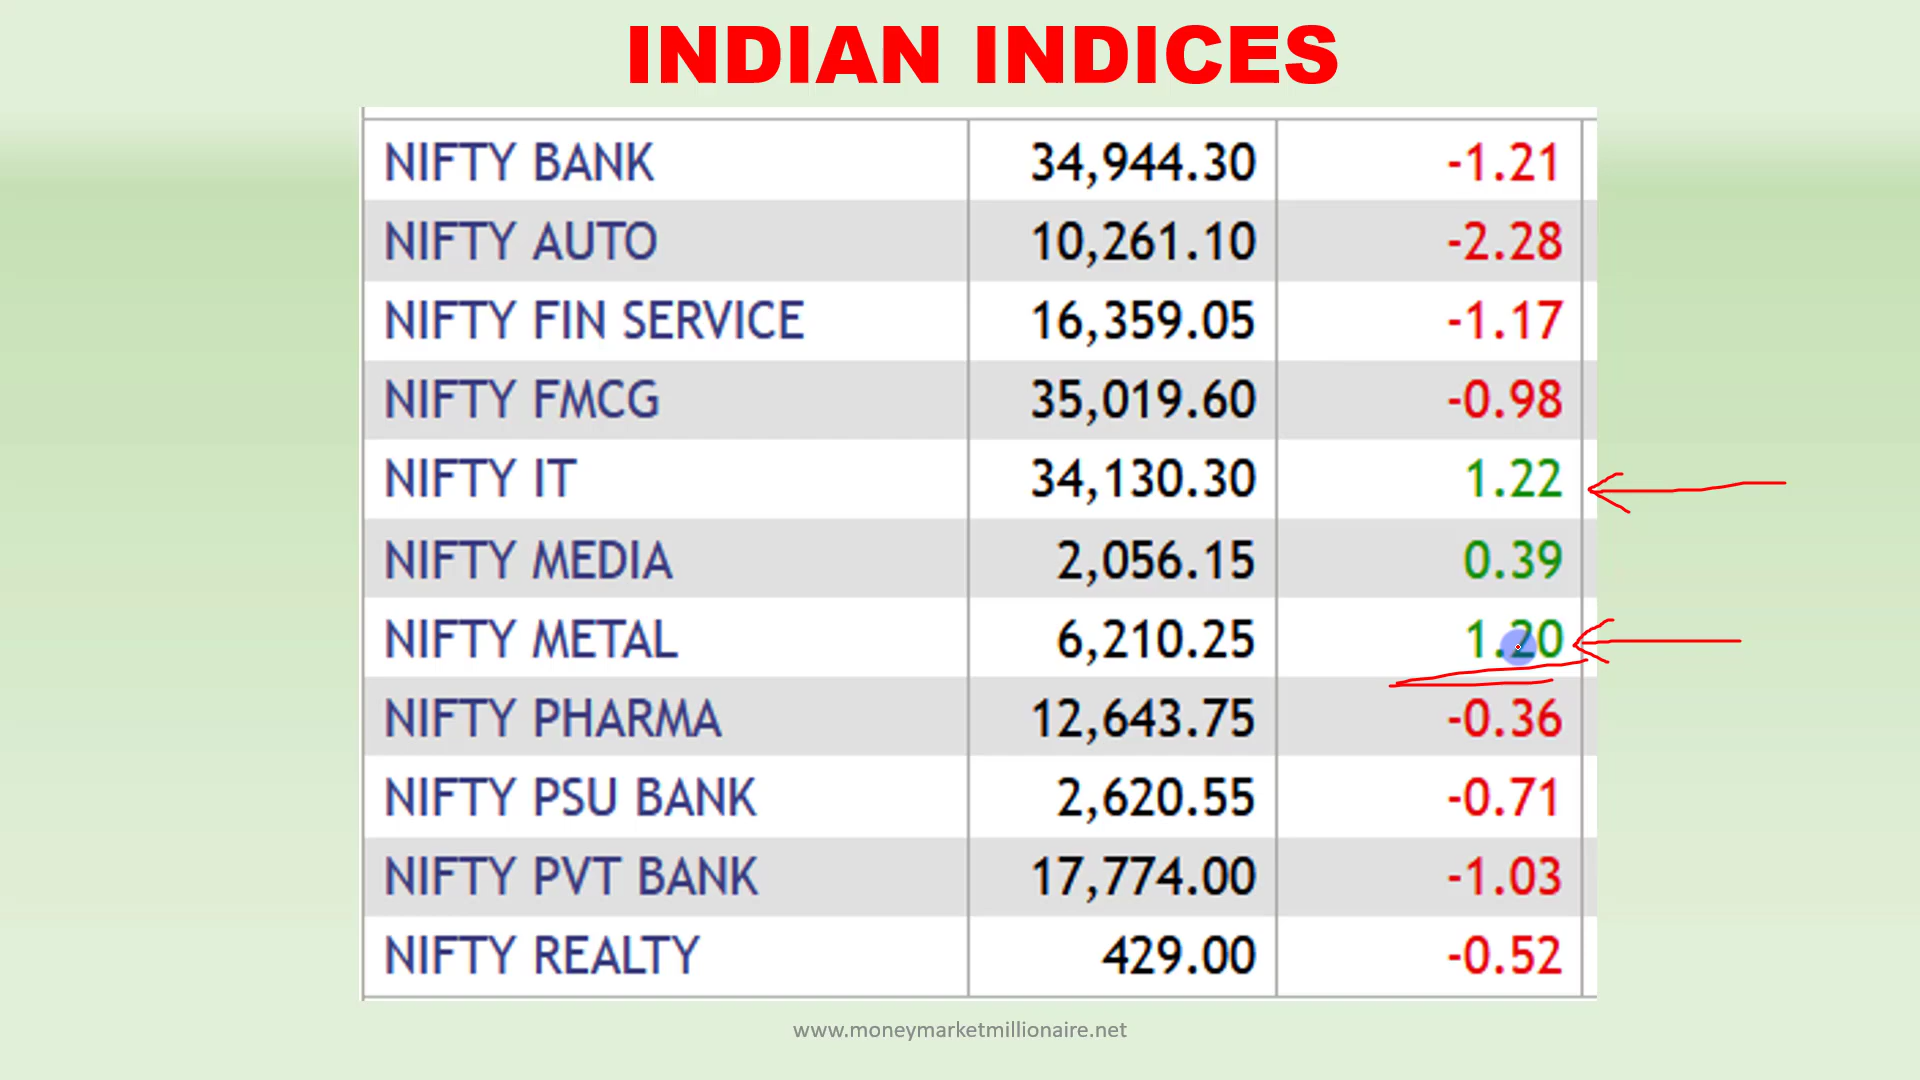 INDIAN INDICES
NIFTY BANK 34,944.30 -1.21
NIFTY AUTO 10,261.10 -2.28
NIFTY FIN SERVICE 16,359.05 -1.17
NIFTY FMCG 35,019.60 -0.98
NIFTY IT 34,130.30 1.22
NIFTY MEDIA 2,056.15 0.39
NIFTY METAL 6,210.25 1.20
NIFTY PHARMA 12,643.75 -0.36
NIFTY PSU BANK 2,620.55 -0.71
NIFTY PVT BANK 17,774.00 -1.03
NIFTY REALTY 429.00 -0.52
www.moneymarketmillionaire.net